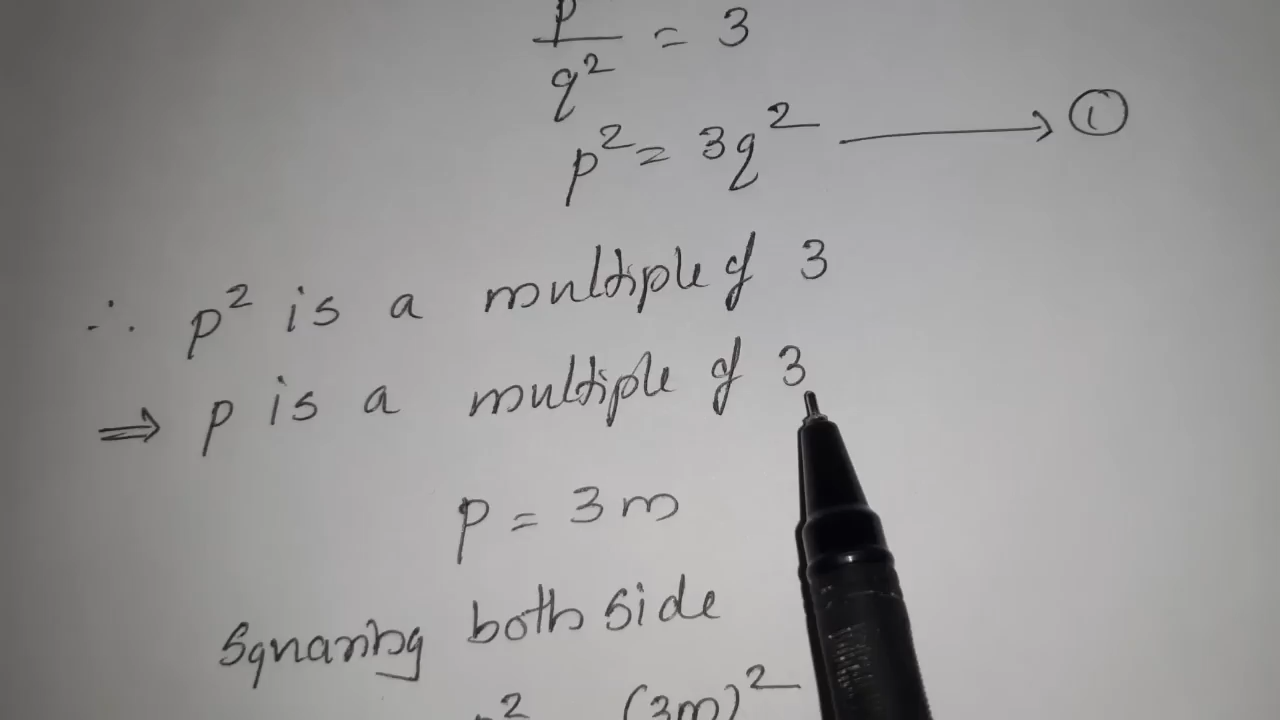 p/q² = 3
p² = 3q² ⟶ ①
∴ p² is a multiple of 3
⇒ p is a multiple of 3
p = 3m
Squaring both side
(3m)²